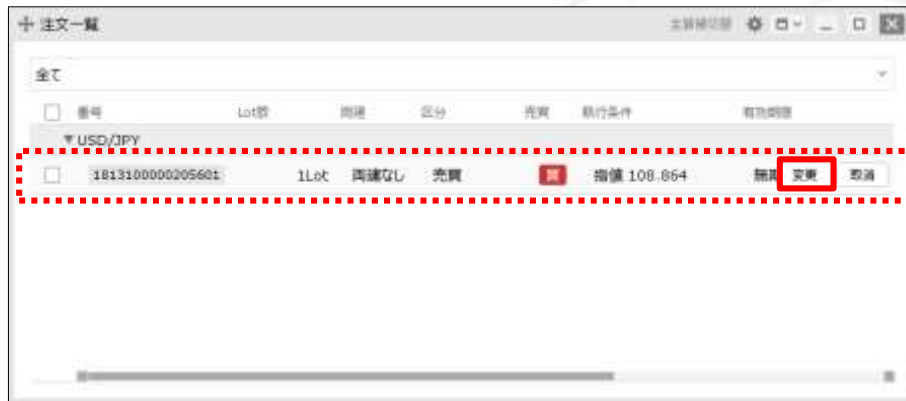 注文一覧
全て
番号 Lot数 両建 区分 売買 執行条件 有効期限
▼USD/JPY
1813100000205601 1Lot 両建なし 売買 買 指値 108.864 無期 変更 取消